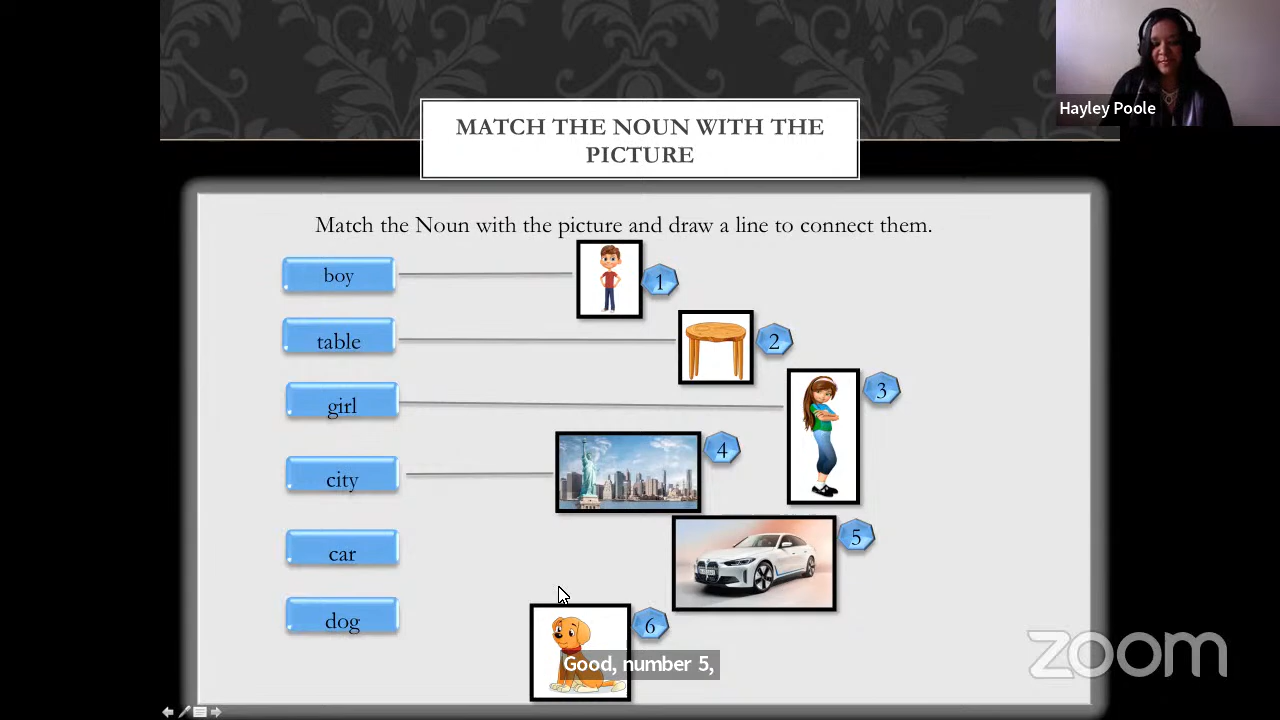 Hayley Poole
MATCH THE NOUN WITH THE
PICTURE
Match the Noun with the picture and draw a line to connect them.
boy
1
table
2
girl
3
city
4
car
5
dog
6
Good, number 5,
zoom